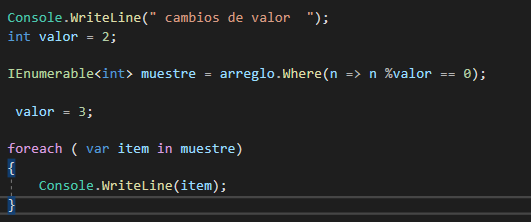 Console.WriteLine(" cambios de valor  ");
int valor = 2;
IEnumerable<int> muestre = arreglo.Where(n => n %valor == 0);
valor = 3;
foreach ( var item in muestre)
{
Console.WriteLine(item);
}